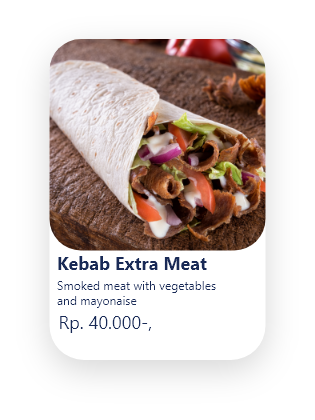 Kebab Extra Meat
Smoked meat with vegetables
and mayonaise
Rp. 40.000-,